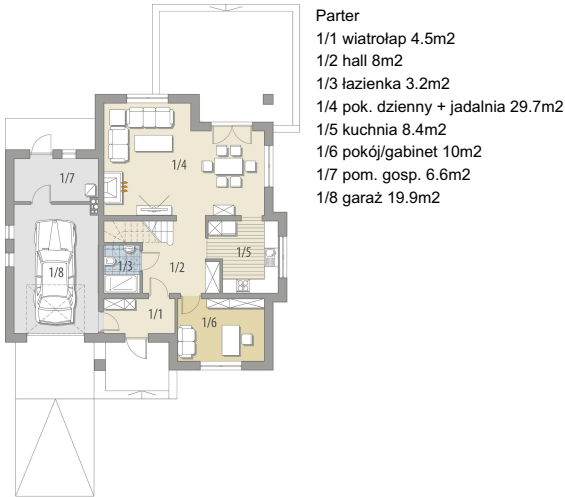 Parter
1/1 wiatrołap 4.5m2
1/2 hall 8m2
1/3 łazienka 3.2m2
1/4 pok. dzienny + jadalnia 29.7m2
1/5 kuchnia 8.4m2
1/6 pokój/gabinet 10m2
1/7 pom. gosp. 6.6m2
1/8 garaż 19.9m2
1/7
1/4
1/5
1/8
1/3
1/2
1/1
1/6